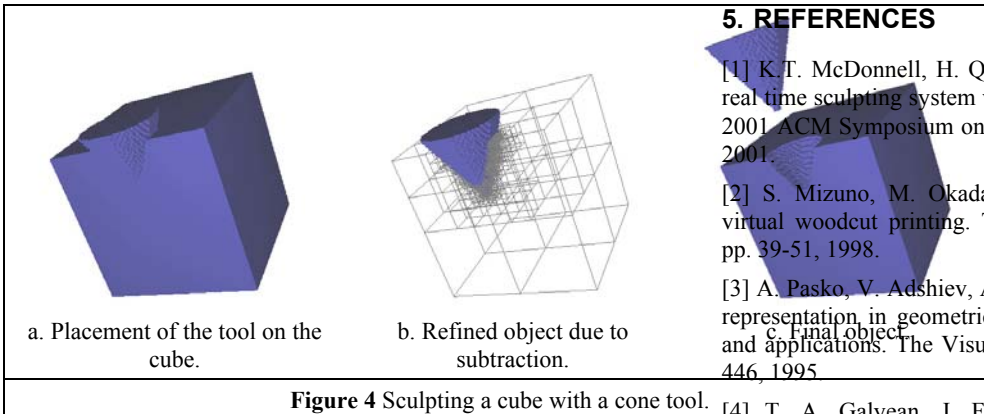 a. Placement of the tool on the
cube.
b. Refined object due to
subtraction.
c. Final object.
Figure 4 Sculpting a cube with a cone tool.
5. REFERENCES
[1] K.T. McDonnell, H. Q
real time sculpting system
2001 ACM Symposium on
2001.
[2] S. Mizuno, M. Okada
virtual woodcut printing.
pp. 39-51, 1998.
[3] A. Pasko, V. Adshiev,
representation in geometri
and applications. The Visu
446, 1995.
[4] T. A. Galyean, J. F